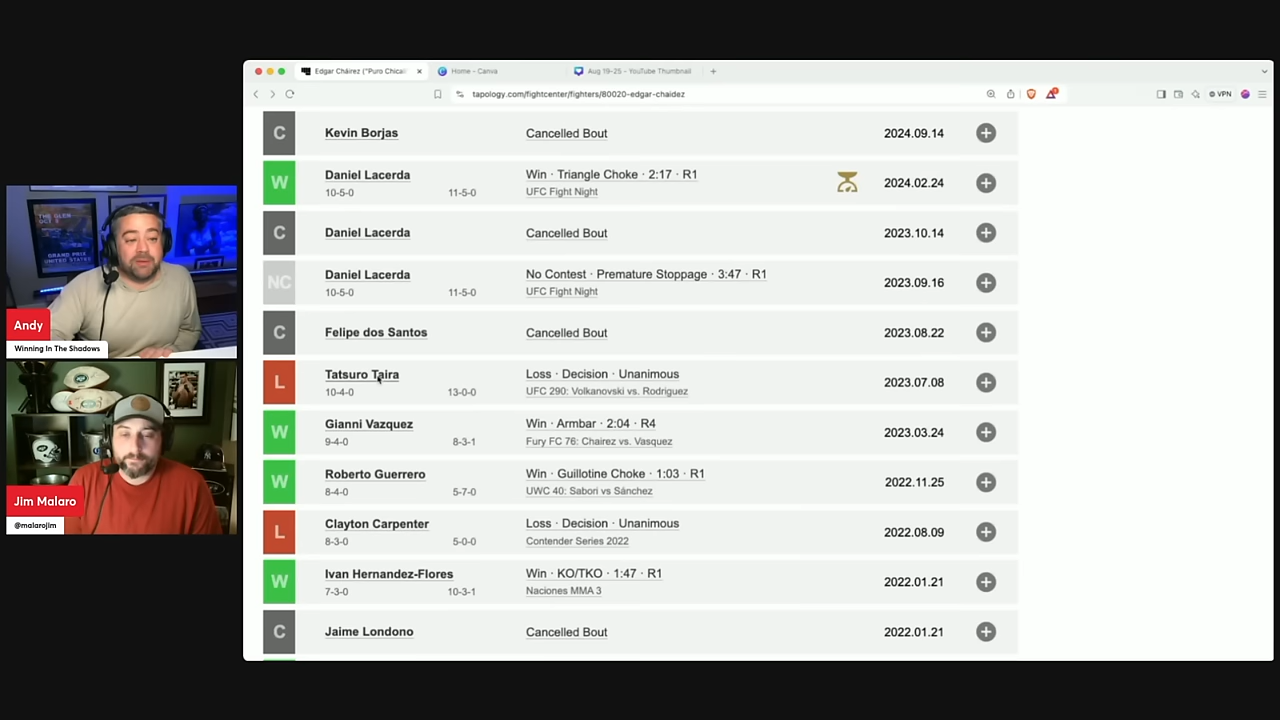 Edgar Cháirez ("Puro Chica
Home - Canva
Aug 19-25 - YouTube Thumbnail
tapology.com/fightcenter/fighters/80020-edgar-chaidez
VPN
C
Kevin Borjas
Cancelled Bout
2024.09.14
W
Daniel Lacerda
Win · Triangle Choke · 2:17 · R1
10-5-0
11-5-0
UFC Fight Night
2024.02.24
C
Daniel Lacerda
Cancelled Bout
2023.10.14
NC
Daniel Lacerda
No Contest · Premature Stoppage · 3:47 · R1
10-5-0
11-5-0
UFC Fight Night
2023.09.16
C
Felipe dos Santos
Cancelled Bout
2023.08.22
L
Tatsuro Taira
Loss · Decision · Unanimous
10-4-0
13-0-0
UFC 290: Volkanovski vs. Rodriguez
2023.07.08
W
Gianni Vazquez
Win · Armbar · 2:04 · R4
9-4-0
8-3-1
Fury FC 76: Chairez vs. Vasquez
2023.03.24
W
Roberto Guerrero
Win · Guillotine Choke · 1:03 · R1
8-4-0
5-7-0
UWC 40: Sabori vs Sánchez
2022.11.25
L
Clayton Carpenter
Loss · Decision · Unanimous
8-3-0
5-0-0
Contender Series 2022
2022.08.09
W
Ivan Hernandez-Flores
Win · KO/TKO · 1:47 · R1
7-3-0
10-3-1
Naciones MMA 3
2022.01.21
C
Jaime Londono
Cancelled Bout
2022.01.21
GRAND PRIX
UNITED STATES
Andy
Winning In The Shadows
Jim Malaro
@malarojim